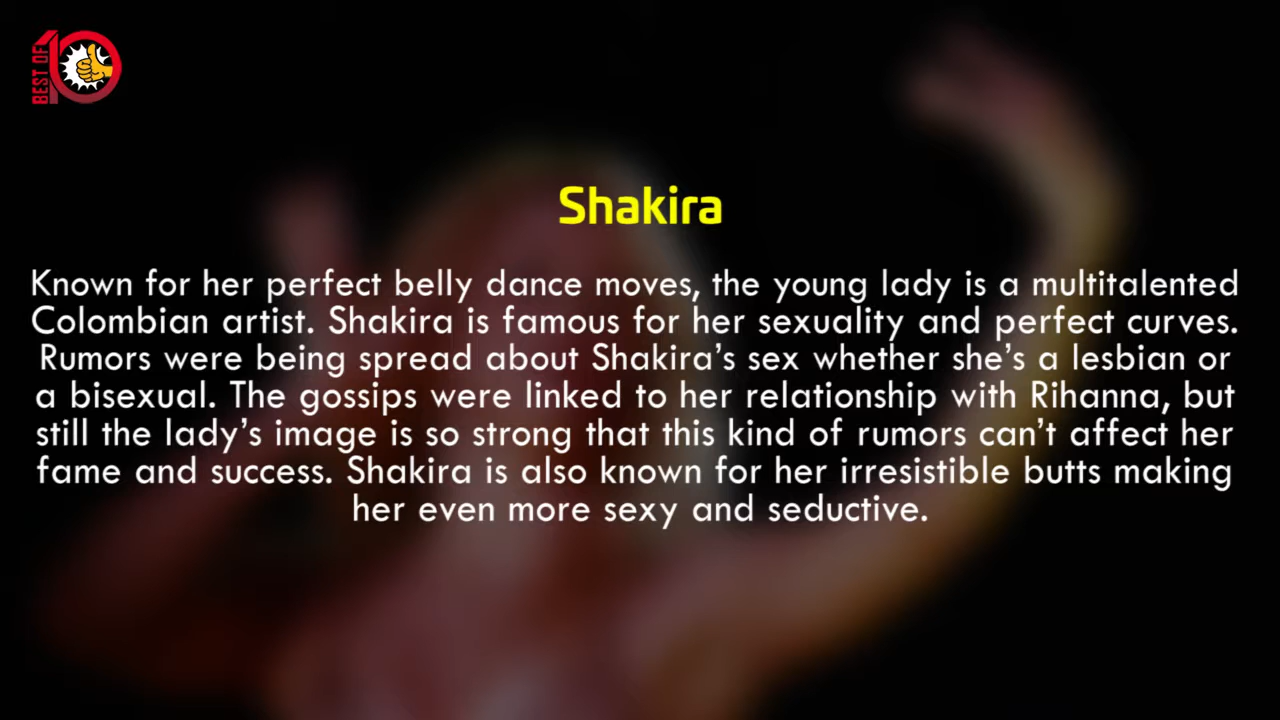 BEST OF 10
Shakira
Known for her perfect belly dance moves, the young lady is a multitalented
Colombian artist. Shakira is famous for her sexuality and perfect curves.
Rumors were being spread about Shakira’s sex whether she’s a lesbian or
a bisexual. The gossips were linked to her relationship with Rihanna, but
still the lady’s image is so strong that this kind of rumors can’t affect her
fame and success. Shakira is also known for her irresistible butts making
her even more sexy and seductive.